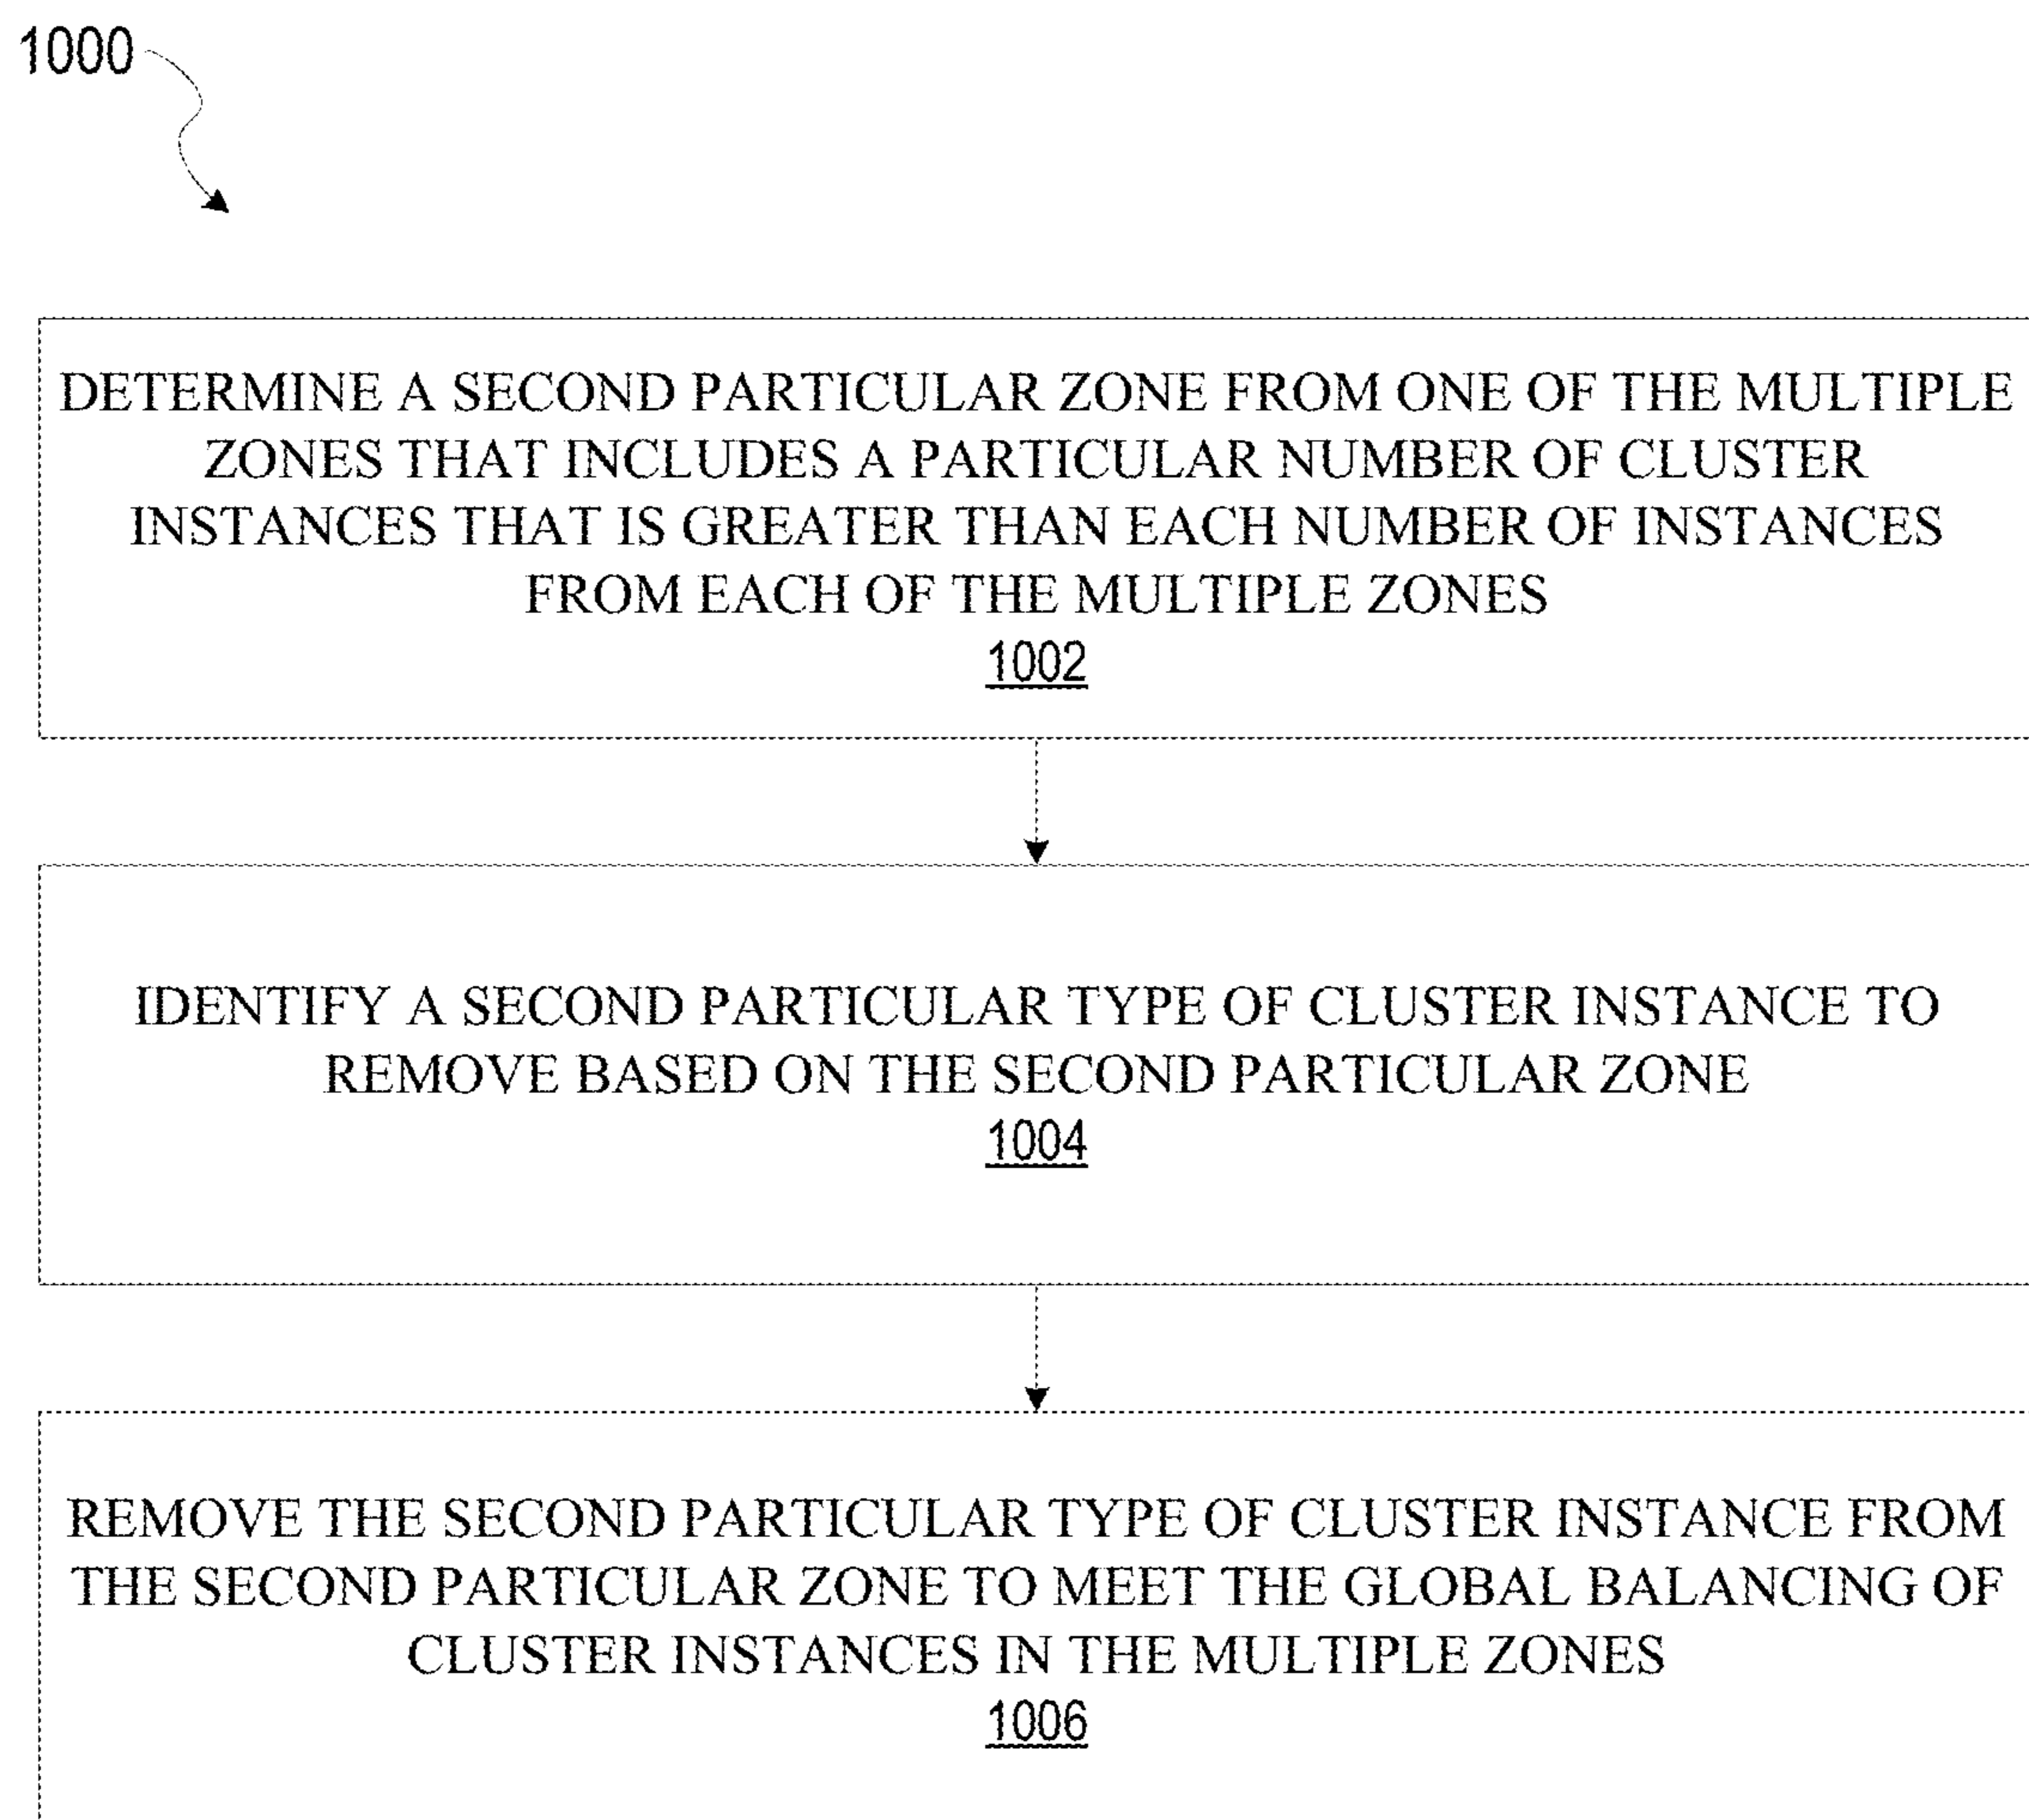 1000
DETERMINE A SECOND PARTICULAR ZONE FROM ONE OF THE MULTIPLE
ZONES THAT INCLUDES A PARTICULAR NUMBER OF CLUSTER
INSTANCES THAT IS GREATER THAN EACH NUMBER OF INSTANCES
FROM EACH OF THE MULTIPLE ZONES
1002
IDENTIFY A SECOND PARTICULAR TYPE OF CLUSTER INSTANCE TO
REMOVE BASED ON THE SECOND PARTICULAR ZONE
1004
REMOVE THE SECOND PARTICULAR TYPE OF CLUSTER INSTANCE FROM
THE SECOND PARTICULAR ZONE TO MEET THE GLOBAL BALANCING OF
CLUSTER INSTANCES IN THE MULTIPLE ZONES
1006